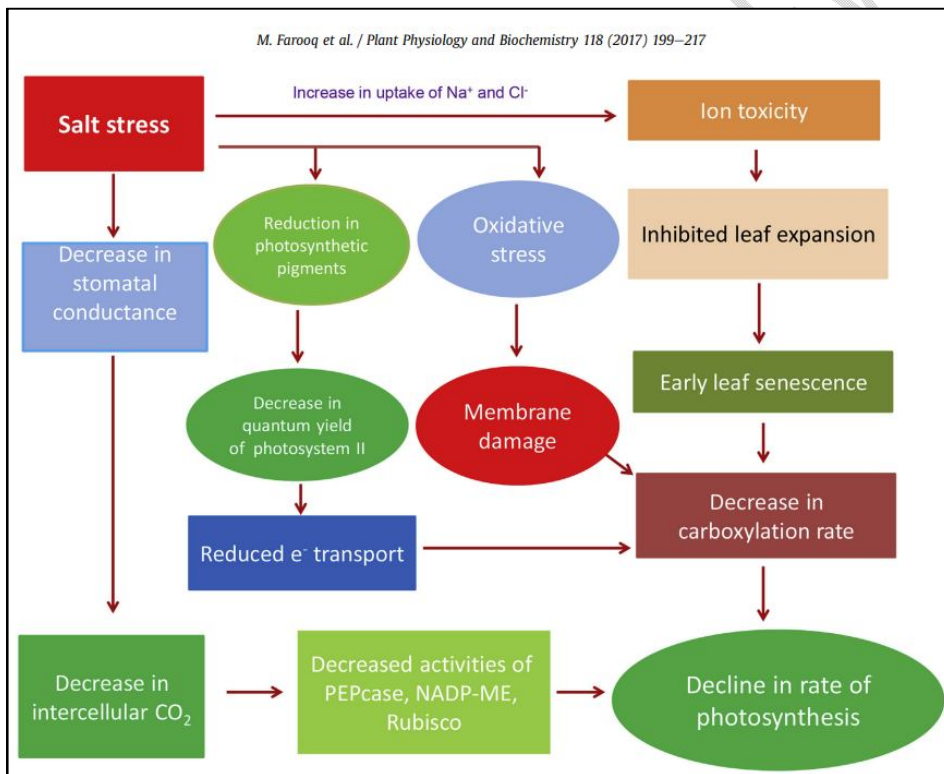 M. Farooq et al. / Plant Physiology and Biochemistry 118 (2017) 199–217
Salt stress
Increase in uptake of Na⁺ and Cl⁻
Ion toxicity
Decrease in
stomatal
conductance
Reduction in
photosynthetic
pigments
Oxidative
stress
Inhibited leaf expansion
Decrease in
quantum yield
of photosystem II
Membrane
damage
Early leaf senescence
Reduced e⁻ transport
Decrease in
carboxylation rate
Decrease in
intercellular CO₂
Decreased activities of
PEPcase, NADP-ME,
Rubisco
Decline in rate of
photosynthesis